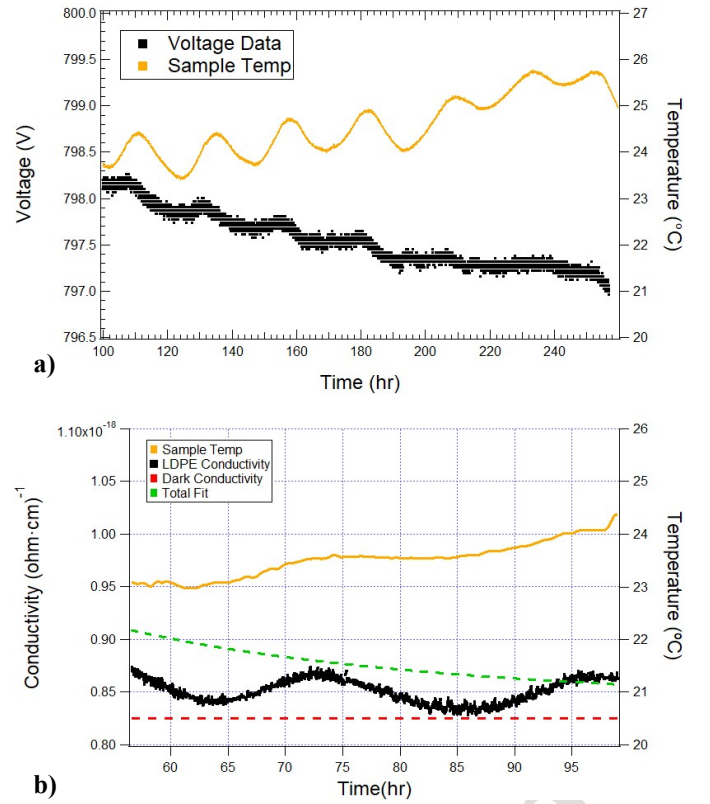 800.0
799.5
799.0
798.5
798.0
797.5
797.0
796.5
Voltage (V)
Voltage Data
Sample Temp
27
26
25
24
23
22
21
20
Temperature (°C)
100 120 140 160 180 200 220 240
Time (hr)
a)
1.10x10-18
1.05
1.00
0.95
0.90
0.85
0.80
Conductivity (ohm·cm)-1
Sample Temp
LDPE Conductivity
Dark Conductivity
Total Fit
26
25
24
23
22
21
20
Temperature (ºC)
60 65 70 75 80 85 90 95
Time(hr)
b)